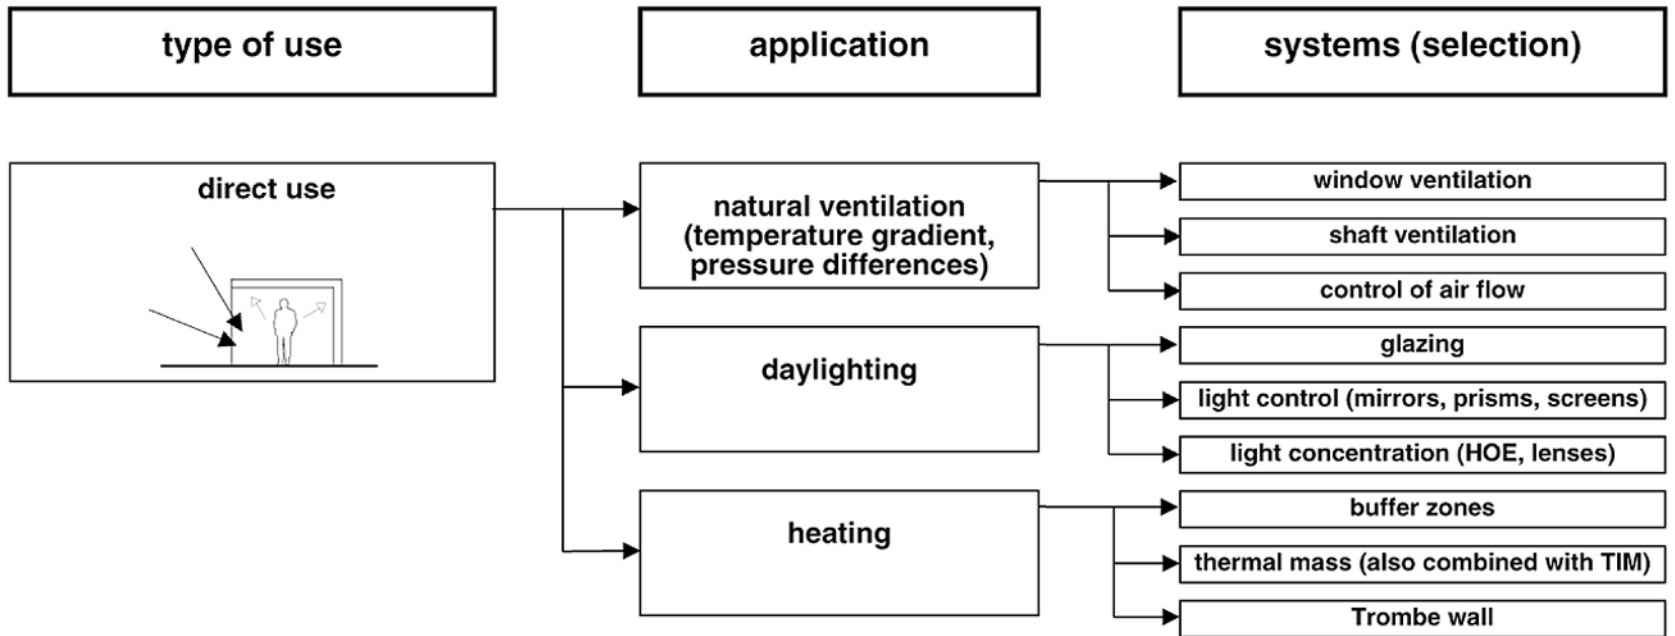 type of use
application
systems (selection)
direct use
natural ventilation
(temperature gradient,
pressure differences)
window ventilation
shaft ventilation
control of air flow
daylighting
glazing
light control (mirrors, prisms, screens)
light concentration (HOE, lenses)
heating
buffer zones
thermal mass (also combined with TIM)
Trombe wall